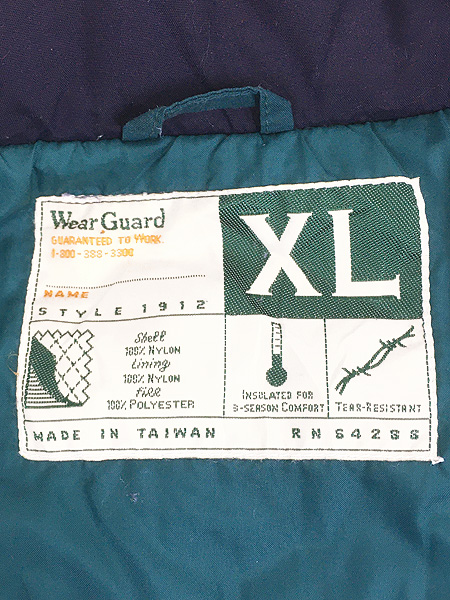 WearGuard
GUARANTEED TO WORK.
1-800-388-3300
XL
NAME
STYLE 1912
Shell
100% NYLON
Lining
100% NYLON
Fill
100% POLYESTER
INSULATED FOR
3-SEASON COMFORT
TEAR-RESISTANT
MADE IN TAIWAN
RN 64288